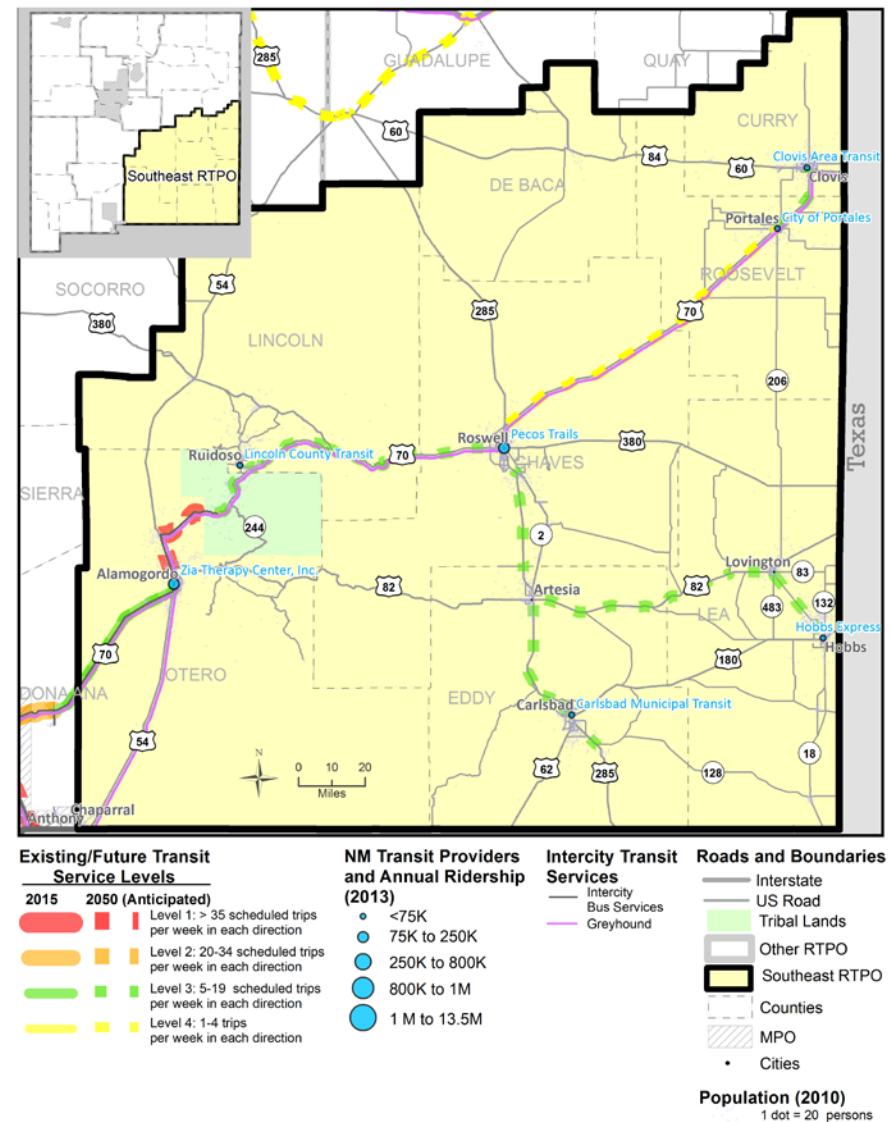 285
GUADALUPE
QUAY
60
CURRY
84
60
Clovis Area Transit
Clovis
Southeast RTPO
DE BACA
Portales
City of Portales
ROOSEVELT
SOCORRO
54
380
285
70
LINCOLN
206
Texas
Roswell
Pecos Trails
380
Ruidoso
Lincoln County Transit
70
CHAVES
SIERRA
244
2
Alamogordo
Zia Therapy Center, Inc.
82
Artesia
Lovington
83
82
LEA
483
132
Hobbs Express
Hobbs
70
OTERO
180
DONA ANA
EDDY
Carlsbad
Carlsbad Municipal Transit
54
N
0 10 20
Miles
62
285
128
18
Chaparral
Anthony
Existing/Future Transit
Service Levels
2015
2050 (Anticipated)
Level 1: > 35 scheduled trips
per week in each direction
Level 2: 20-34 scheduled trips
per week in each direction
Level 3: 5-19 scheduled trips
per week in each direction
Level 4: 1-4 trips
per week in each direction
NM Transit Providers
and Annual Ridership
(2013)
<75K
75K to 250K
250K to 800K
800K to 1M
1 M to 13.5M
Intercity Transit
Services
Intercity
Bus Services
Greyhound
Roads and Boundaries
Interstate
US Road
Tribal Lands
Other RTPO
Southeast RTPO
Counties
MPO
Cities
Population (2010)
1 dot = 20 persons